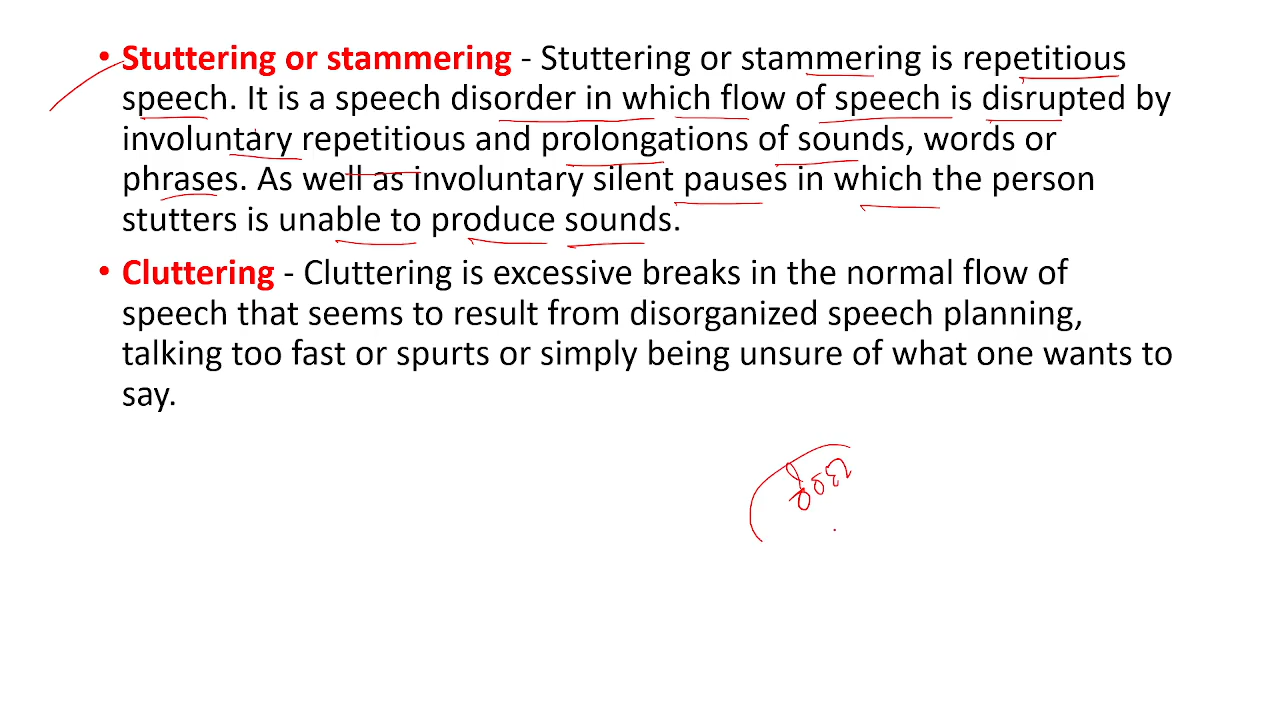 • Stuttering or stammering - Stuttering or stammering is repetitious
speech. It is a speech disorder in which flow of speech is disrupted by
involuntary repetitious and prolongations of sounds, words or
phrases. As well as involuntary silent pauses in which the person
stutters is unable to produce sounds.
• Cluttering - Cluttering is excessive breaks in the normal flow of
speech that seems to result from disorganized speech planning,
talking too fast or spurts or simply being unsure of what one wants to
say.